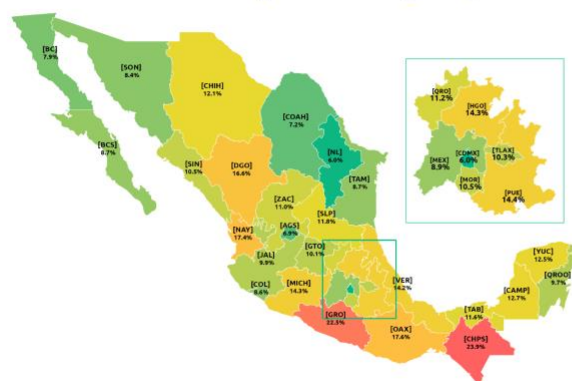 [BC]
7.9%
[SON]
8.4%
[CHIH]
12.1%
[COAH]
7.2%
[BCS]
8.7%
[NL]
6.0%
[SIN]
10.5%
[DGO]
16.6%
[TAM]
8.7%
[ZAC]
11.0%
[SLP]
11.8%
[NAY]
17.4%
[AGS]
6.9%
[JAL]
9.9%
[GTO]
10.1%
[COL]
8.6%
[MICH]
14.3%
[VER]
14.2%
[GRO]
22.5%
[OAX]
17.4%
[TAB]
11.6%
[CHPS]
23.9%
[CAMP]
12.7%
[YUC]
12.5%
[QROO]
9.7%
[QRO]
11.2%
[HGO]
14.3%
[MEX]
8.9%
[CDMX]
6.0%
[TLAX]
10.3%
[MOR]
10.5%
[PUE]
14.4%